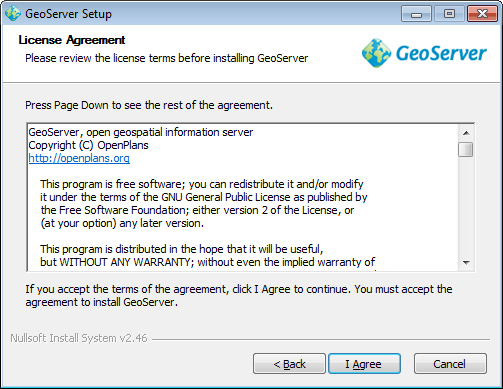 GeoServer Setup
License Agreement
Please review the license terms before installing GeoServer
GeoServer
Press Page Down to see the rest of the agreement.
GeoServer, open geospatial information server
Copyright (C) OpenPlans
http://openplans.org
This program is free software; you can redistribute it and/or modify
it under the terms of the GNU General Public License as published by
the Free Software Foundation; either version 2 of the License, or
(at your option) any later version.
This program is distributed in the hope that it will be useful,
but WITHOUT ANY WARRANTY; without even the implied warranty of
If you accept the terms of the agreement, click I Agree to continue. You must accept the
agreement to install GeoServer.
Nullsoft Install System v2.46
< Back
I Agree
Cancel